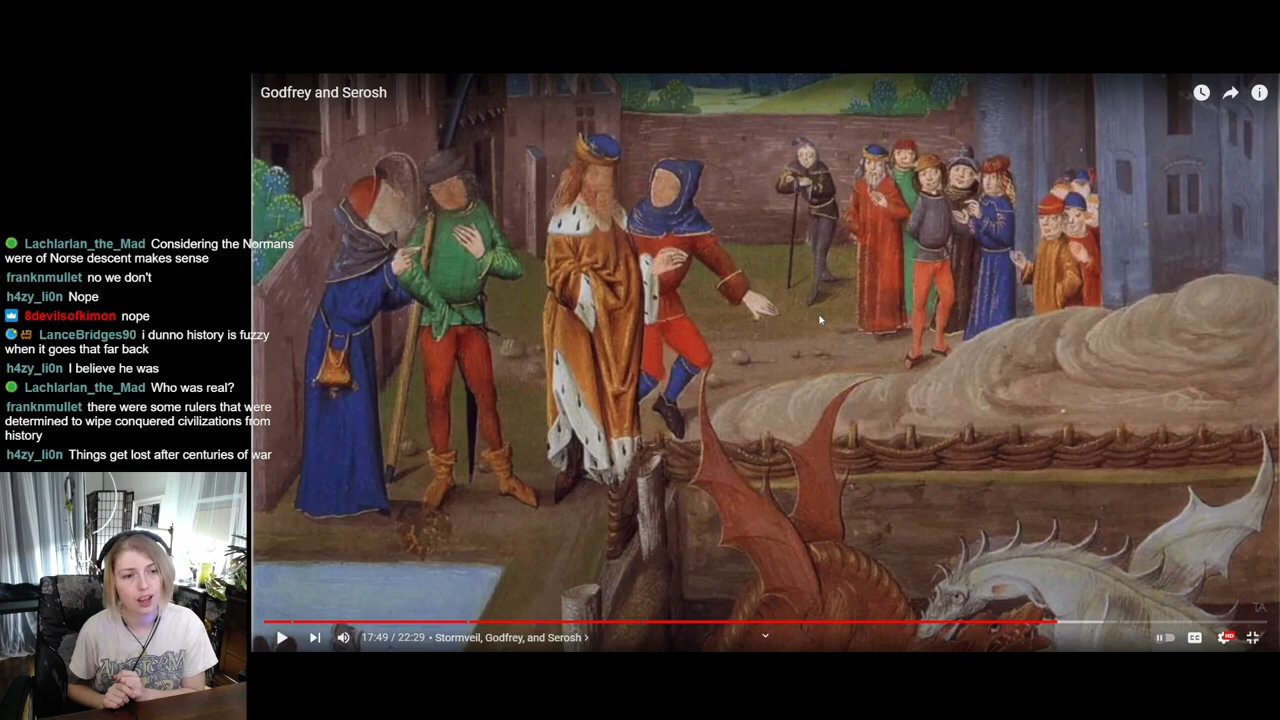 Godfrey and Serosh
Lachlarlan_the_Mad Considering the Normans
were of Norse descent makes sense
franknmullet no we don't
h4zy_li0n Nope
8devilsofkimon nope
LanceBridges90 i dunno history is fuzzy
when it goes that far back
h4zy_li0n I believe he was
Lachlarlan_the_Mad Who was real?
franknmullet there were some rulers that were
determined to wipe conquered civilizations from
history
h4zy_li0n Things get lost after centuries of war
TA
17:49 / 22:29 • Stormveil, Godfrey, and Serosh
CC
HD